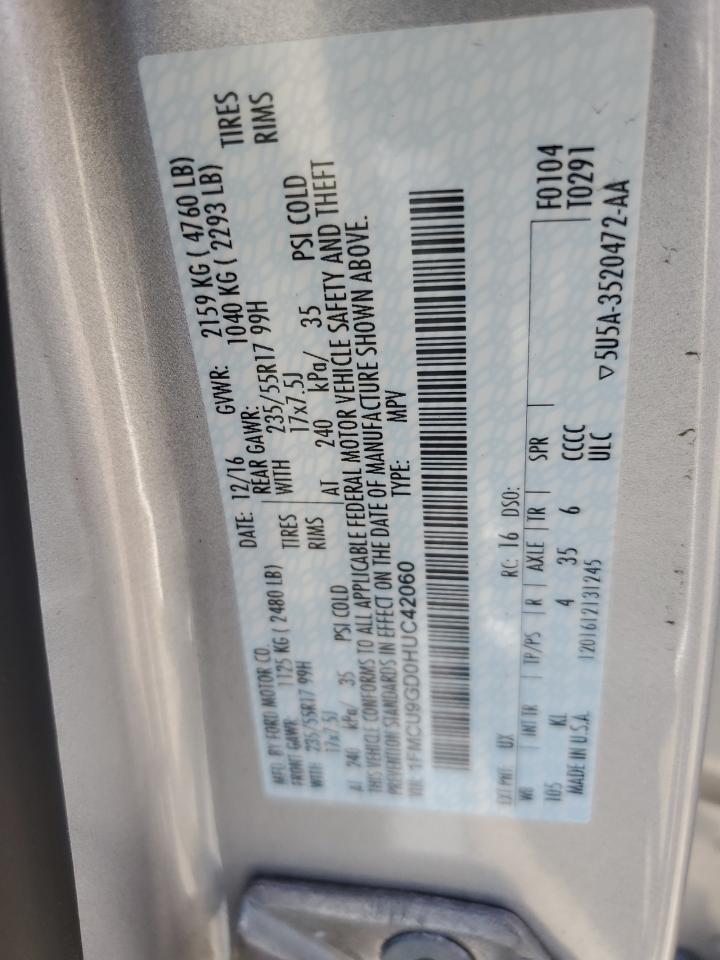 MFD. BY FORD MOTOR CO.
DATE: 12/16 GVWR: 2159 KG ( 4760 LB)
FRONT GAWR: 1125 KG ( 2480 LB) REAR GAWR: 1040 KG ( 2293 LB)
WITH 235/55R17 99H TIRES WITH 235/55R17 99H TIRES
17x7.5J RIMS 17x7.5J RIMS
AT 240 kPa/ 35 PSI COLD AT 240 kPa/ 35 PSI COLD
THIS VEHICLE CONFORMS TO ALL APPLICABLE FEDERAL MOTOR VEHICLE SAFETY AND THEFT
PREVENTION STANDARDS IN EFFECT ON THE DATE OF MANUFACTURE SHOWN ABOVE.
VIN: 1FMCU9GD0HUC42060 TYPE: MPV
EXT PNT: UX RC: 16 DSO: F0104
T0291
WB INT TR TP/PS R AXLE TR SPR
105 KL 4 35 6 CCCC
ULC
MADE IN U.S.A. 1201612131245
▽5U5A-3520472-AA